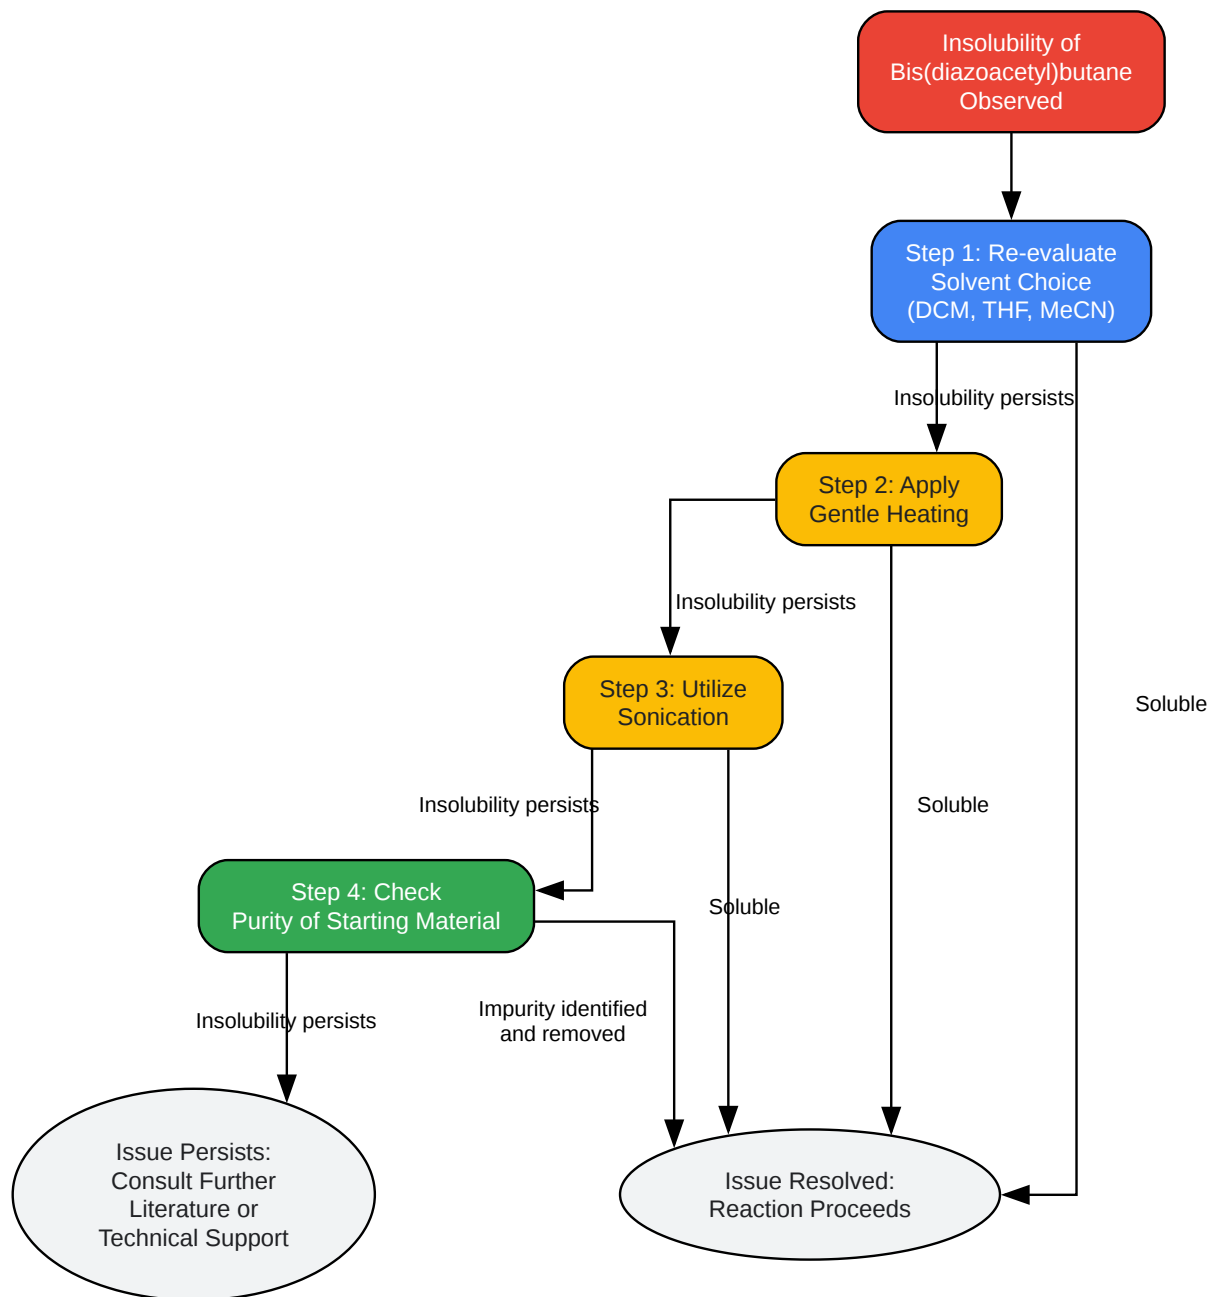 Insolubility of
Bis(diazoacetyl)butane
Observed
Step 1: Re-evaluate
Solvent Choice
(DCM, THF, MeCN)
Insolubility persists
Step 2: Apply
Gentle Heating
Insolubility persists
Step 3: Utilize
Sonication
Soluble
Insolubility persists
Soluble
Step 4: Check
Purity of Starting Material
Soluble
Insolubility persists
Impurity identified
and removed
Issue Persists:
Consult Further
Literature or
Technical Support
Issue Resolved:
Reaction Proceeds